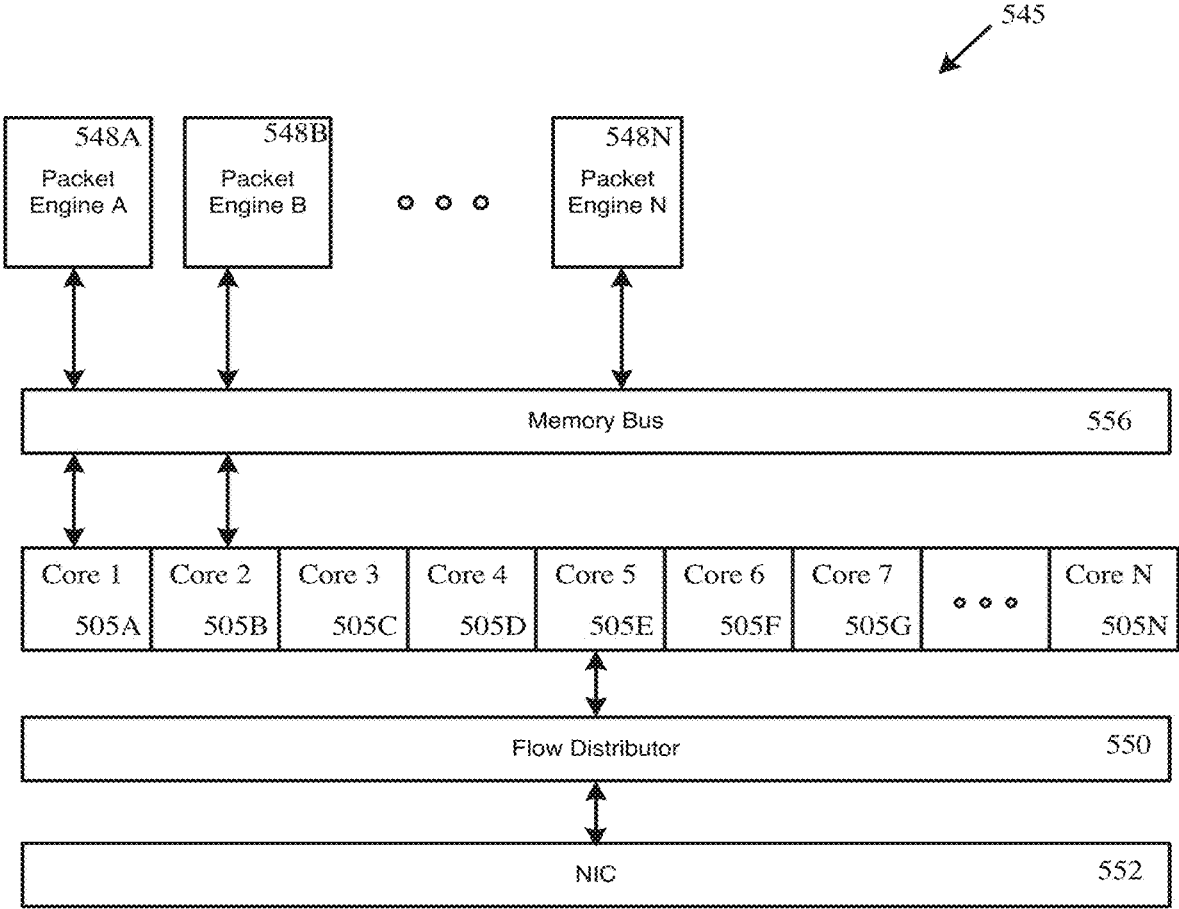 545
548A
Packet
Engine A
548B
Packet
Engine B
548N
Packet
Engine N
Memory Bus
556
Core 1
505A
Core 2
505B
Core 3
505C
Core 4
505D
Core 5
505E
Core 6
505F
Core 7
505G
Core N
505N
Flow Distributor
550
NIC
552